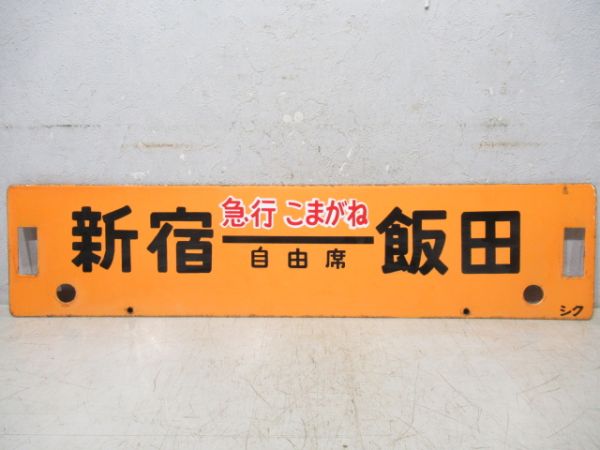 急行 こまがね
新宿 飯田
自由席
シク